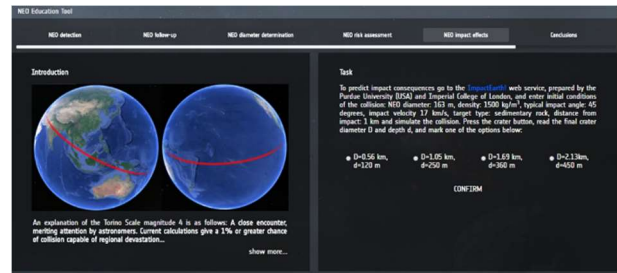 NEO Education Tool
NEO detection
NEO follow-up
NEO diameter determination
NEO risk assessment
NEO impact effects
Conclusions
Introduction
An explanation of the Torino Scale magnitude 4 is as follows: A close encounter,
meriting attention by astronomers. Current calculations give a 1% or greater chance
of collision capable of regional devastation...
show more...
Task
To predict impact consequences go to the ImpactEarth! web service, prepared by the
Purdue University (USA) and Imperial College of London, and enter initial conditions
of the collision: NEO diameter: 163 m, density: 1500 kg/m³, typical impact angle: 45
degrees, impact velocity 17 km/s, target type: sedimentary rock, distance from
impact: 1 km and simulate the collision. Press the crater button, read the final crater
diameter D and depth d, and mark one of the options below:
D=0.56 km,
d=120 m
D=1.05 km,
d=250 m
D=1.69 km,
d=360 m
D=2.13km,
d=450 m
CONFIRM